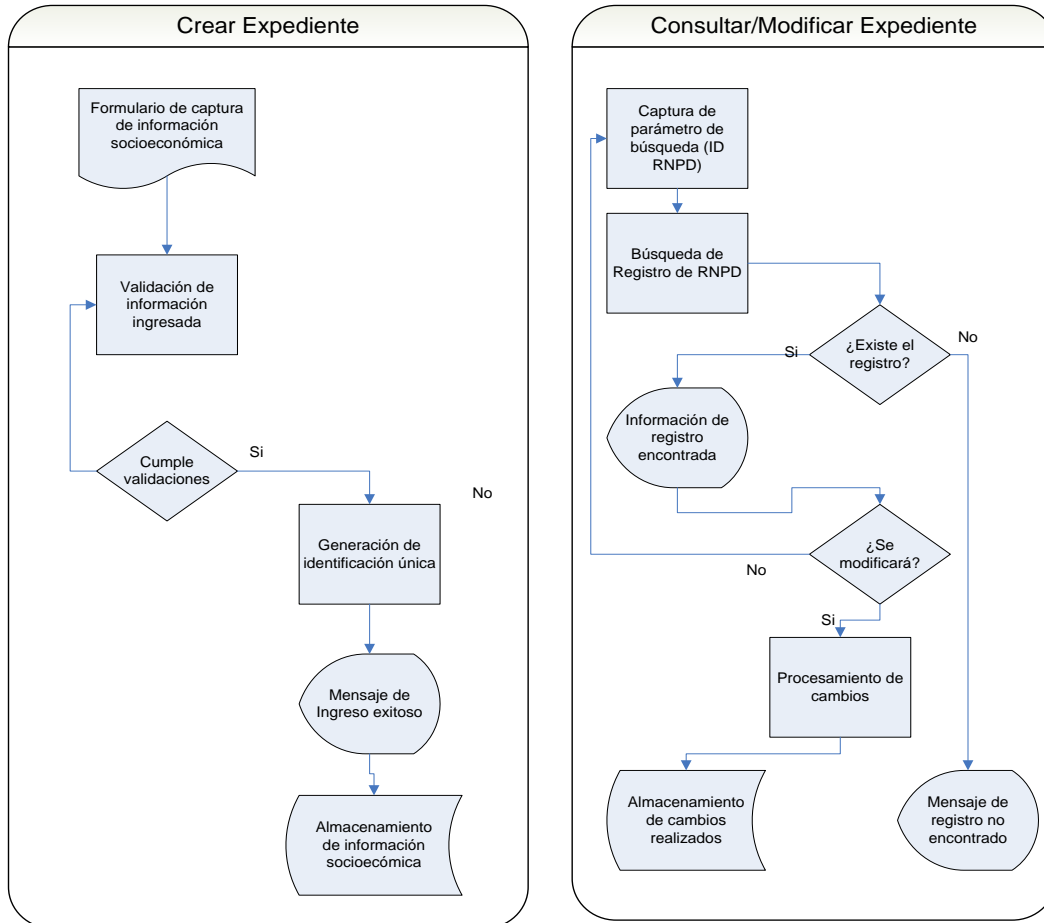 Crear Expediente
Formulario de captura
de información
socioeconómica
Validación de
información
ingresada
Cumple
validaciones
Si
No
Generación de
identificación única
Mensaje de
Ingreso exitoso
Almacenamiento
de información
socioecómica
Consultar/Modificar Expediente
Captura de
parámetro de
búsqueda (ID
RNPD)
Búsqueda de
Registro de RNPD
¿Existe el
registro?
Si
No
Información de
registro
encontrada
¿Se
modificará?
No
Si
Procesamiento de
cambios
Almacenamiento
de cambios
realizados
Mensaje de
registro no
encontrado